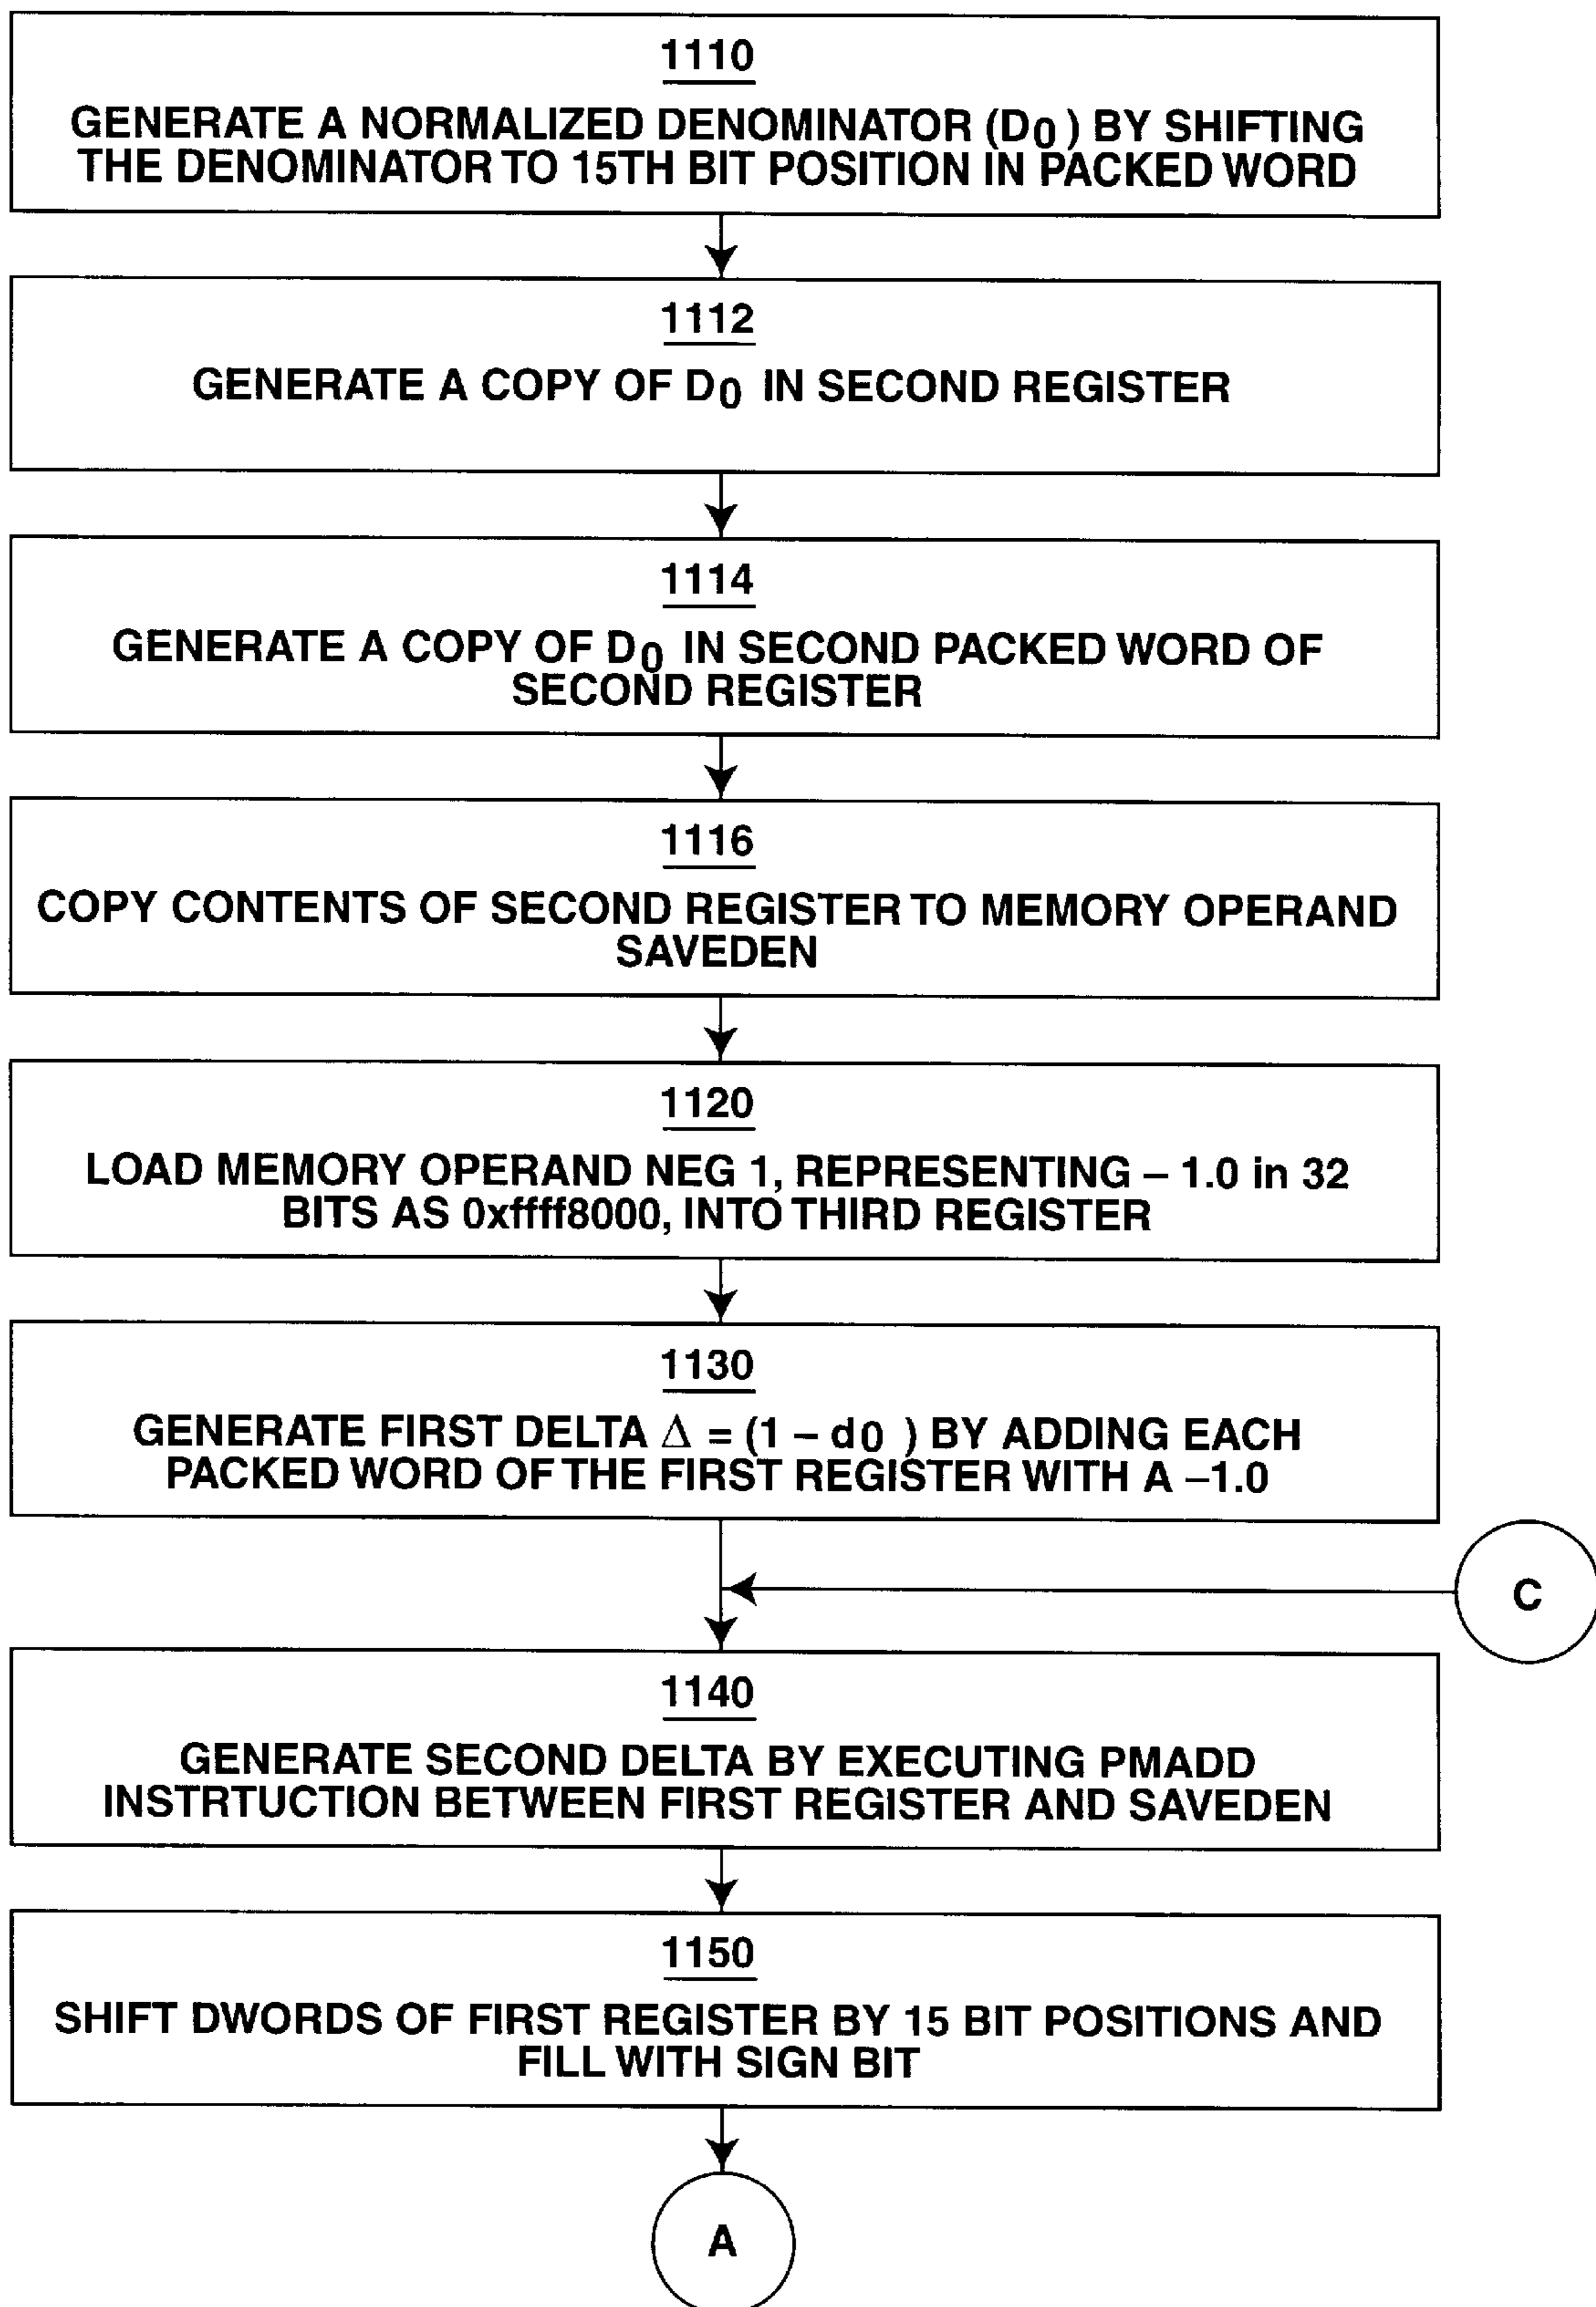 1110
GENERATE A NORMALIZED DENOMINATOR (D0) BY SHIFTING
THE DENOMINATOR TO 15TH BIT POSITION IN PACKED WORD
1112
GENERATE A COPY OF D0 IN SECOND REGISTER
1114
GENERATE A COPY OF D0 IN SECOND PACKED WORD OF
SECOND REGISTER
1116
COPY CONTENTS OF SECOND REGISTER TO MEMORY OPERAND
SAVEDEN
1120
LOAD MEMORY OPERAND NEG 1, REPRESENTING – 1.0 in 32
BITS AS 0xffff8000, INTO THIRD REGISTER
1130
GENERATE FIRST DELTA Δ = (1 – d0 ) BY ADDING EACH
PACKED WORD OF THE FIRST REGISTER WITH A –1.0
C
1140
GENERATE SECOND DELTA BY EXECUTING PMADD
INSTRTUCTION BETWEEN FIRST REGISTER AND SAVEDEN
1150
SHIFT DWORDS OF FIRST REGISTER BY 15 BIT POSITIONS AND
FILL WITH SIGN BIT
A